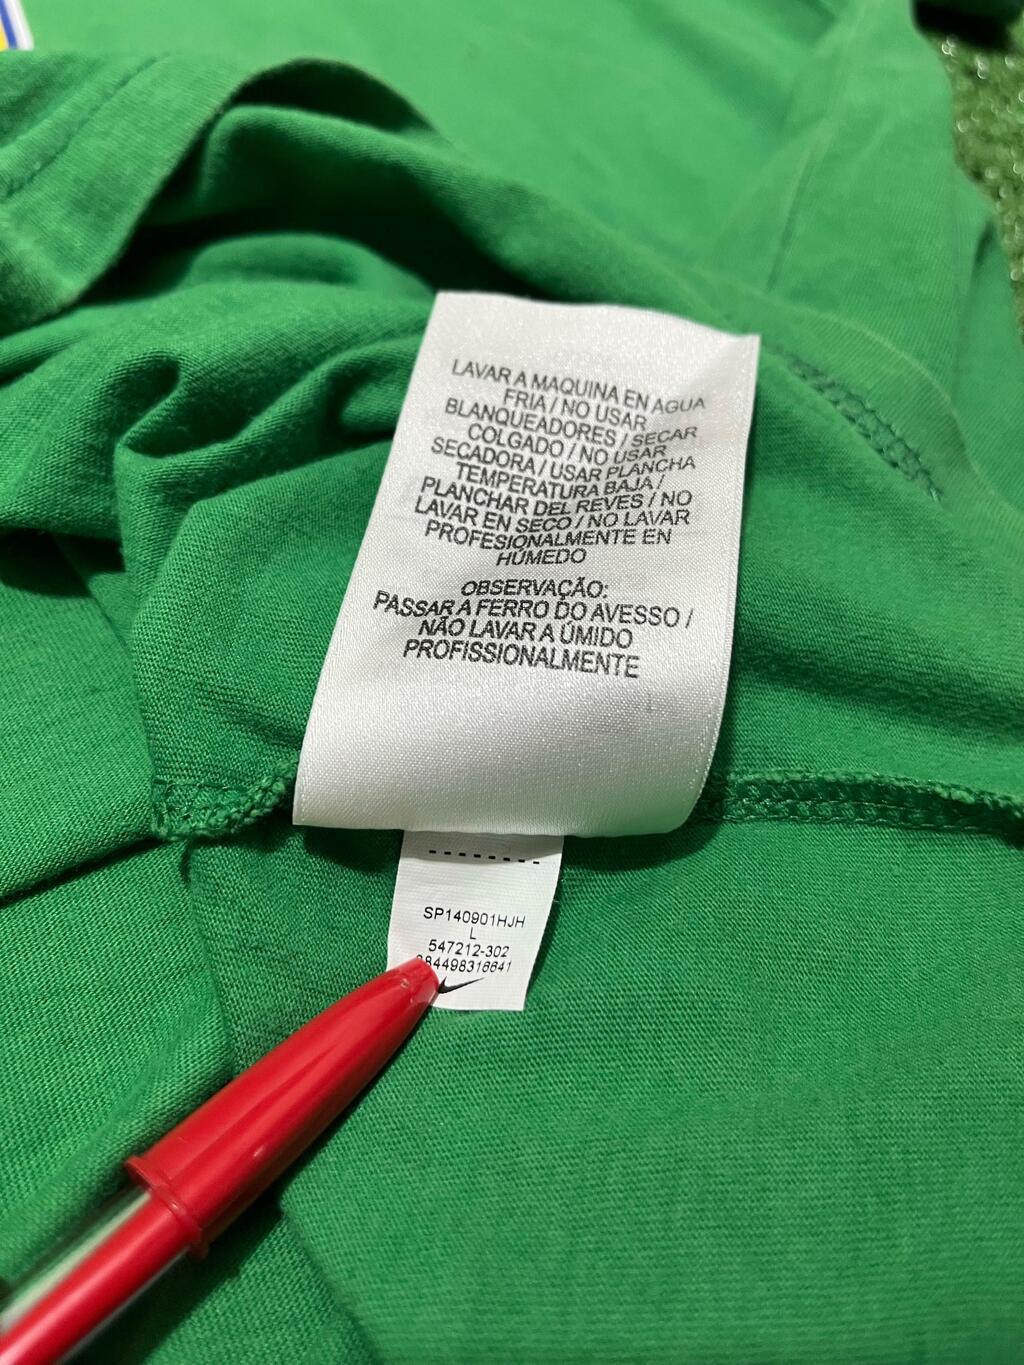 LAVAR A MAQUINA EN AGUA
FRIA / NO USAR
BLANQUEADORES / SECAR
COLGADO / NO USAR
SECADORA / USAR PLANCHA
TEMPERATURA BAJA /
PLANCHAR DEL REVES / NO
LAVAR EN SECO / NO LAVAR
PROFESIONALMENTE EN
HÚMEDO
OBSERVAÇÃO:
PASSAR A FERRO DO AVESSO /
NÃO LAVAR A ÚMIDO
PROFISSIONALMENTE
SP140901HJH
L
547212-302